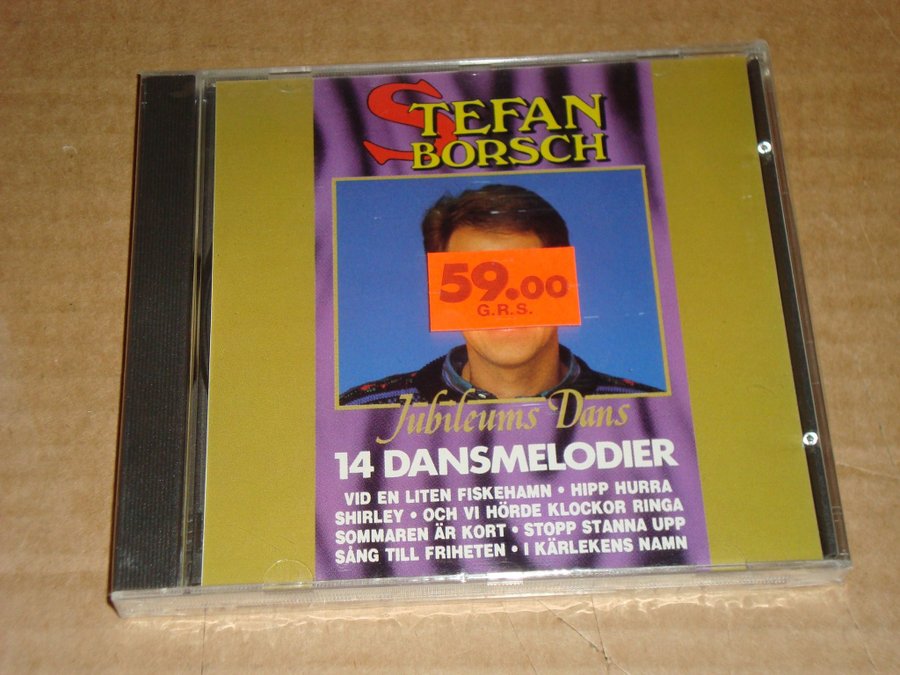 STEFAN
BORSCH
59.00
G.R.S.
Jubileums Dans
14 DANSMELODIER
VID EN LITEN FISKEHAMN • HIPP HURRA
SHIRLEY • OCH VI HÖRDE KLOCKOR RINGA
SOMMAREN ÄR KORT • STOPP STANNA UPP
SÅNG TILL FRIHETEN • I KÄRLEKENS NAMN